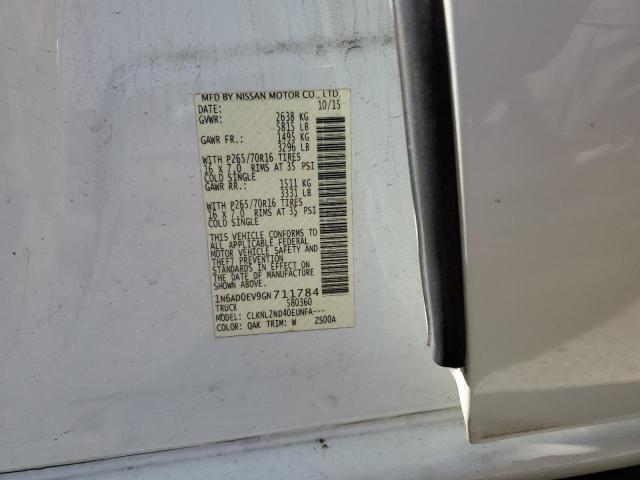 MFD BY NISSAN MOTOR CO., LTD.
DATE: 10/15
GVWR: 2638 KG
5815 LB
GAWR FR.: 1495 KG
3296 LB
WITH P265/70R16 TIRES
16 X 7.0 RIMS AT 35 PSI
COLD SINGLE
GAWR RR.: 1511 KG
3331 LB
WITH P265/70R16 TIRES
16 X 7.0 RIMS AT 35 PSI
COLD SINGLE
THIS VEHICLE CONFORMS TO
ALL APPLICABLE FEDERAL
MOTOR VEHICLE SAFETY AND
THEFT PREVENTION
STANDARDS IN EFFECT ON
THE DATE OF MANUFACTURE
SHOWN ABOVE.
1N6AD0EV9GN711784
TRUCK 580360
MODEL: CLKNL2ND40EUNFA---
COLOR: QAK TRIM: W ZS00A